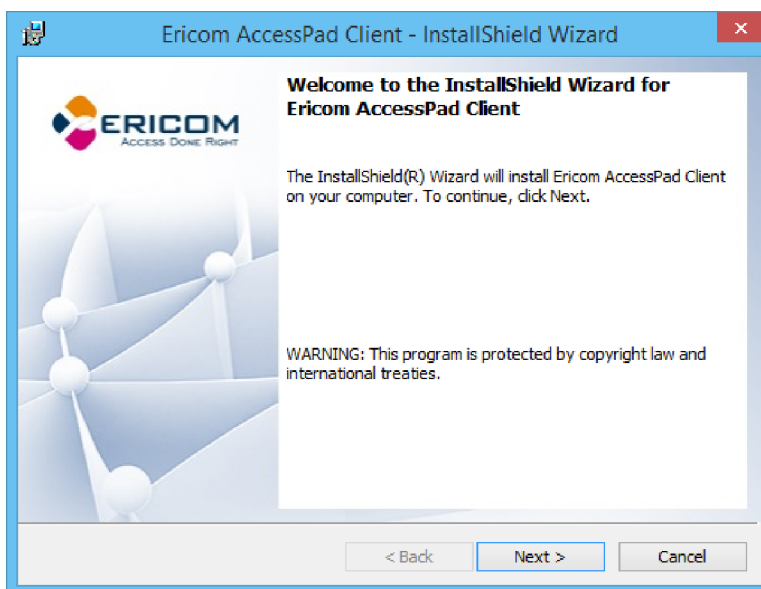 Ericom AccessPad Client - InstallShield Wizard
ERICOM
ACCESS DONE RIGHT
Welcome to the InstallShield Wizard for
Ericom AccessPad Client
The InstallShield(R) Wizard will install Ericom AccessPad Client
on your computer. To continue, click Next.
WARNING: This program is protected by copyright law and
international treaties.
< Back Next > Cancel